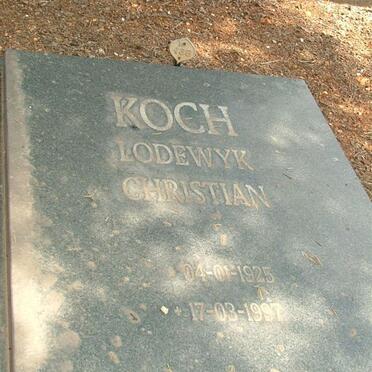 KOCH
LODEWYK
CHRISTIAN
04-01-1925
17-03-1997